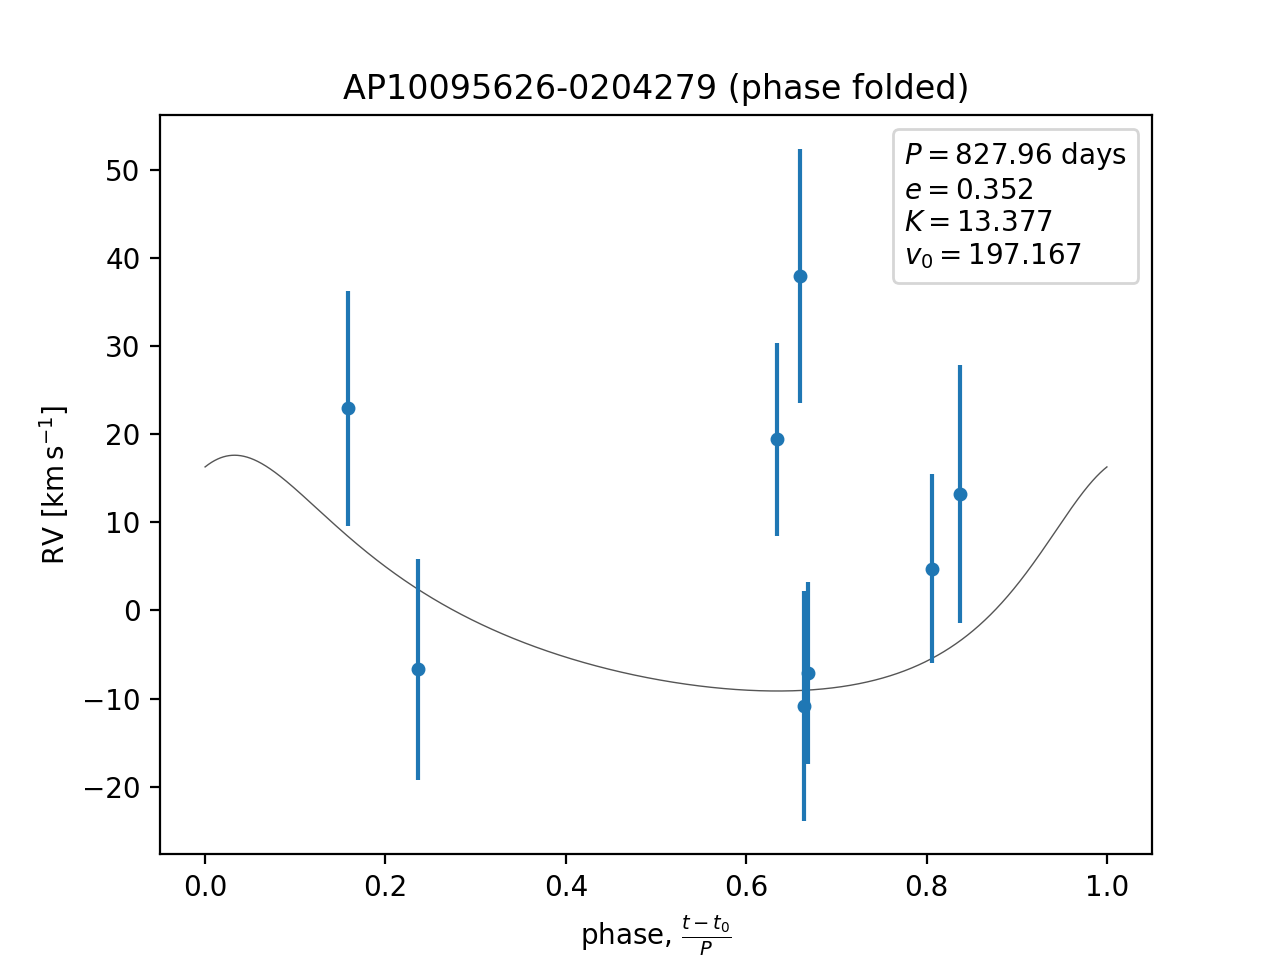 AP10095626-0204279 (phase folded)
P = 827.96 days
e = 0.352
K = 13.377
v₀ = 197.167
RV [km s⁻¹]
50
40
30
20
10
0
−10
−20
0.0 0.2 0.4 0.6 0.8 1.0
phase, (t − t₀)/P